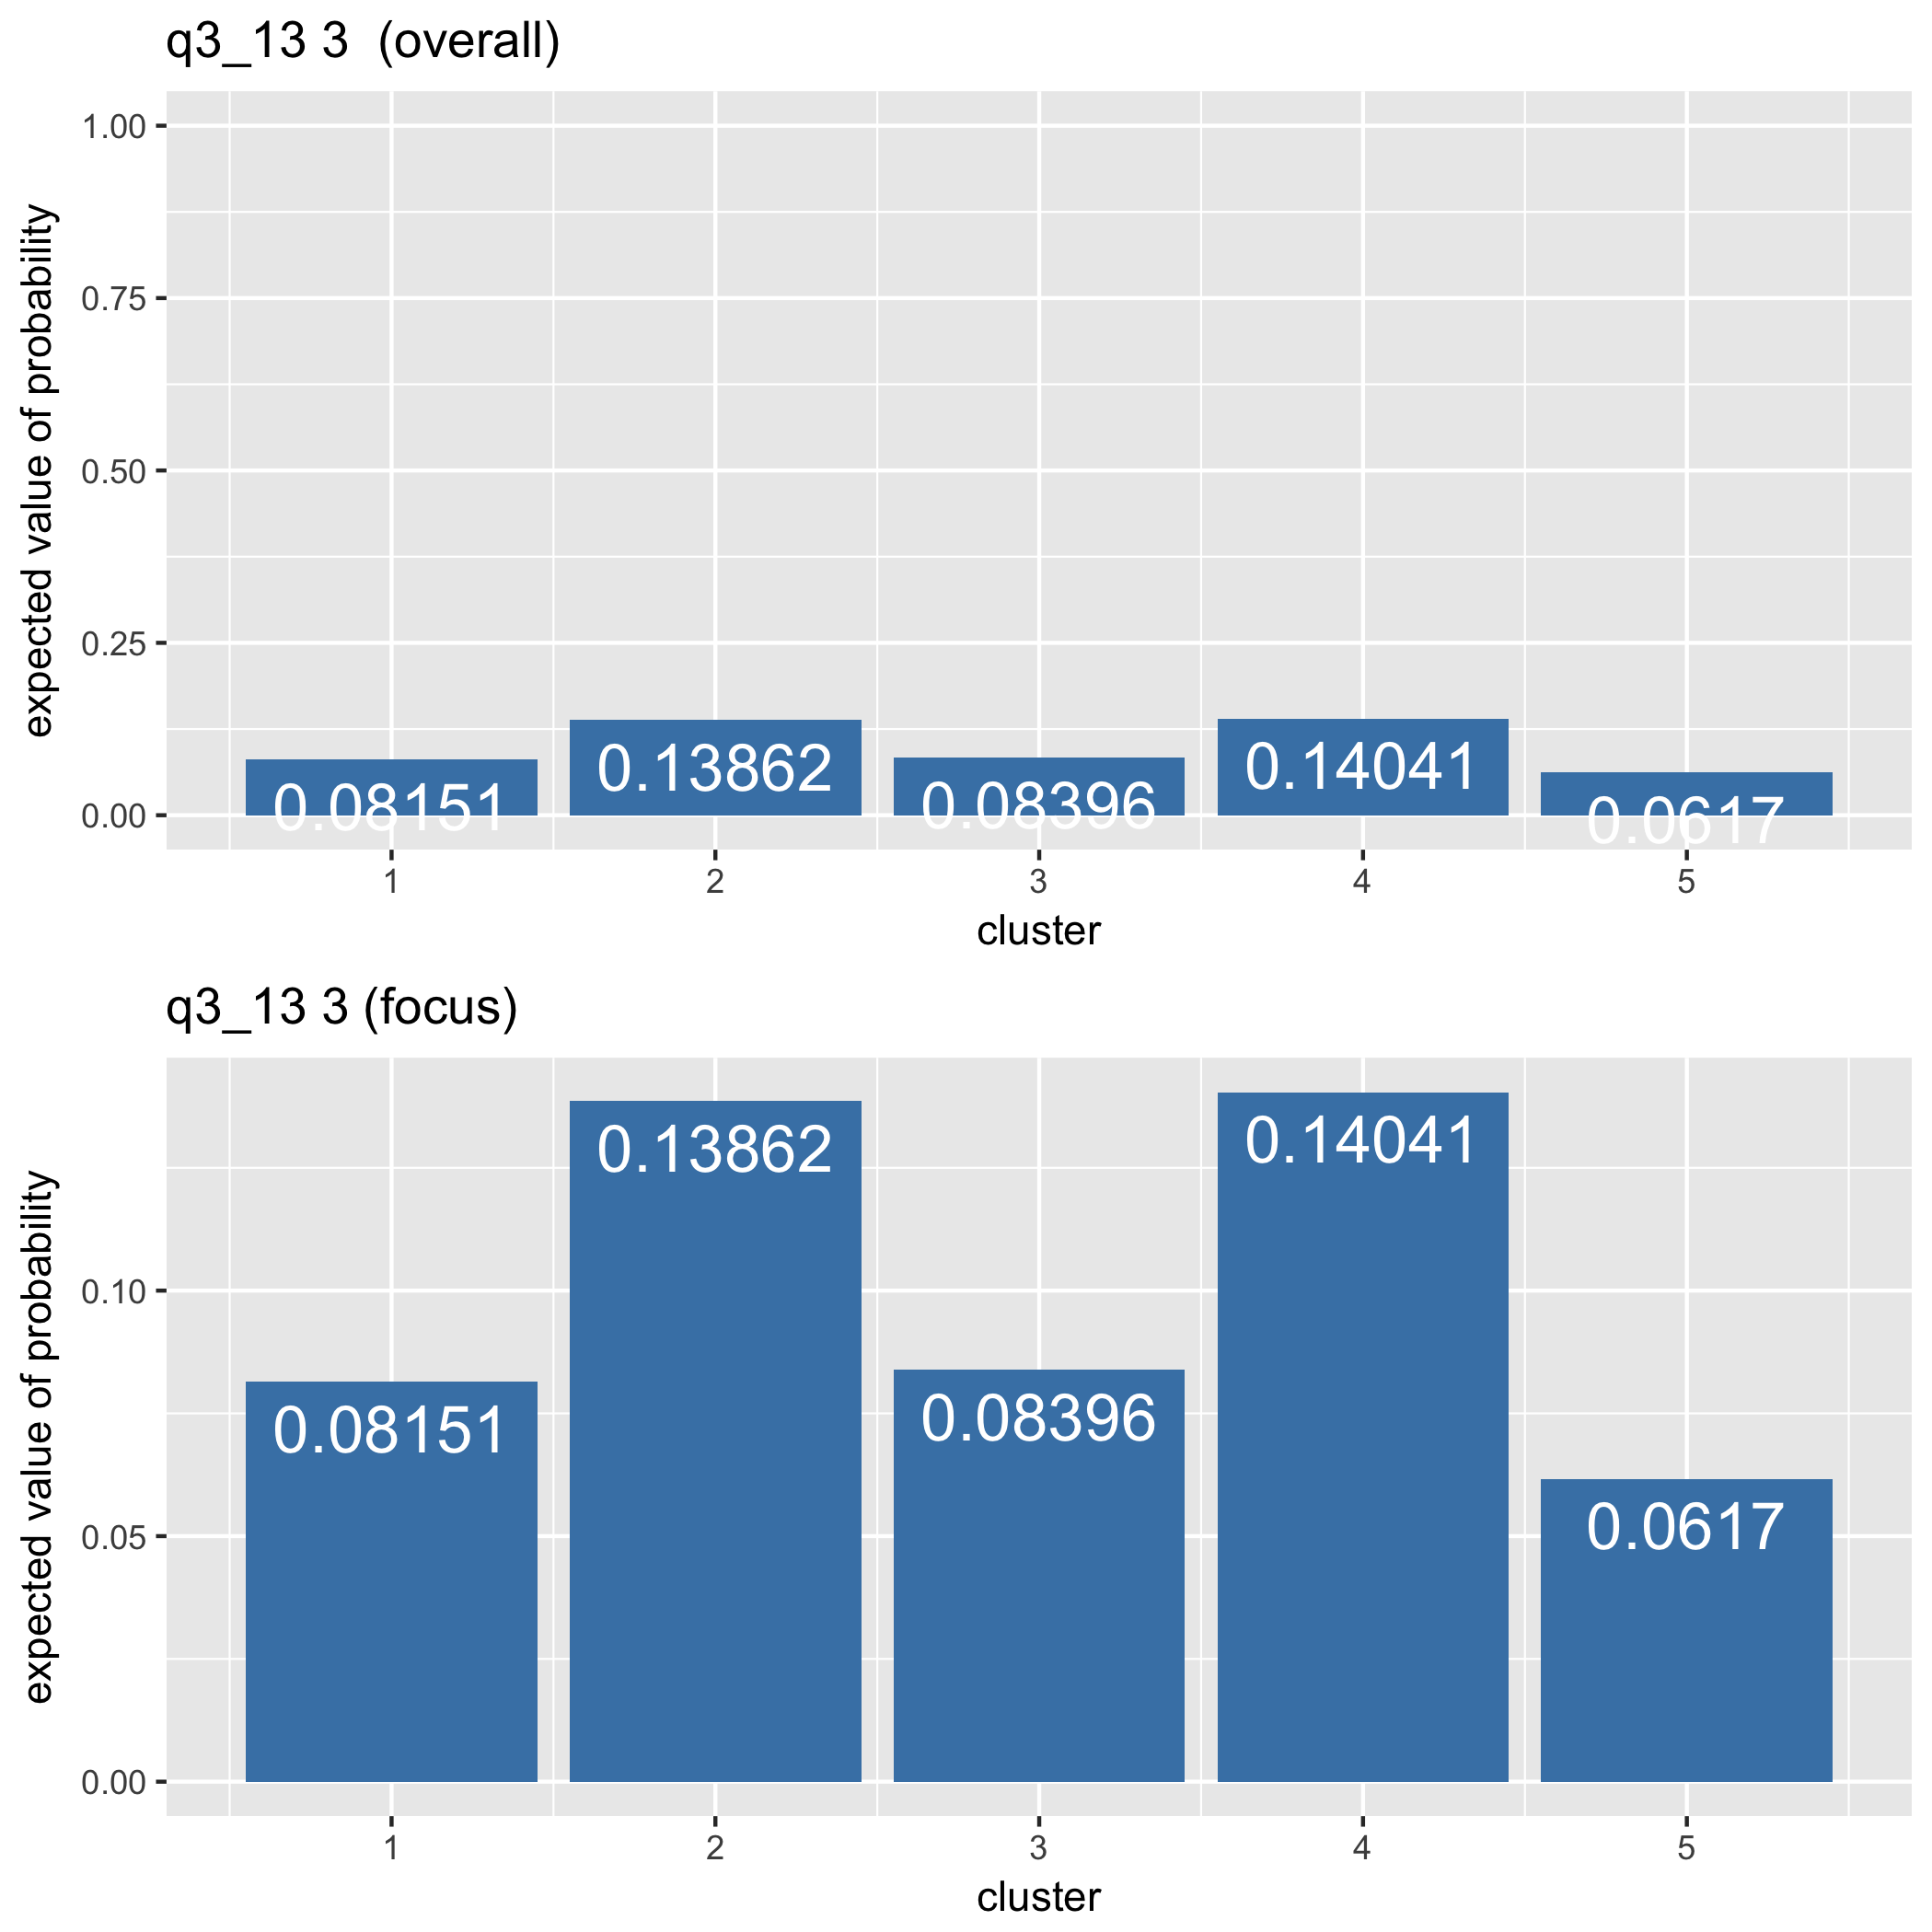 q3_13 3  (overall)
expected value of probability
1.00
0.75
0.50
0.25
0.00
0.08151
0.13862
0.08396
0.14041
0.0617
1 2 3 4 5
cluster
q3_13 3 (focus)
expected value of probability
0.10
0.05
0.00
0.08151
0.13862
0.08396
0.14041
0.0617
1 2 3 4 5
cluster